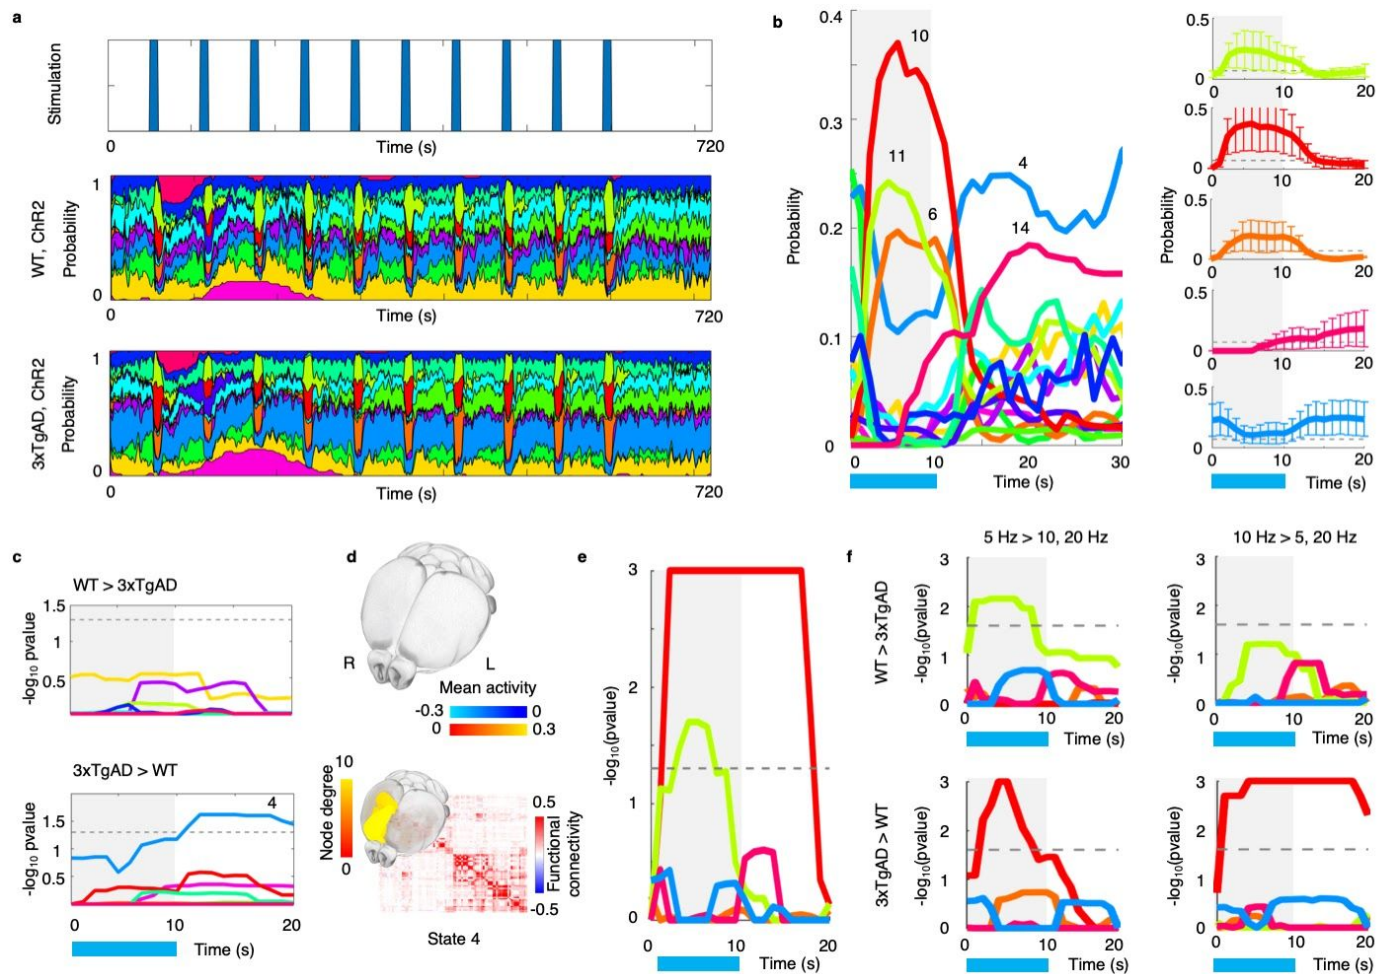 a
Stimulation
0
Time (s)
720
WT, ChR2
Probability
1
0
0
Time (s)
720
3xTgAD, ChR2
Probability
1
0
0
Time (s)
720
b
Probability
0.4
0.3
0.2
0.1
0
10
11
6
4
14
0
10
20
30
Time (s)
0.5
0
0
10
20
0.5
0
0
10
20
0.5
0
0
10
20
0.5
0
0
10
20
0.5
0
0
10
20
Time (s)
c
WT > 3xTgAD
-log10 pvalue
1.5
1
0.5
0
10
20
3xTgAD > WT
-log10 pvalue
1.5
1
0.5
4
0
10
20
Time (s)
d
R
L
Mean activity
-0.3
0
0
0.3
Node degree
10
0
0.5
Functional
connectivity
-0.5
State 4
e
-log10(pvalue)
3
2
1
0
0
10
20
Time (s)
f
5 Hz > 10, 20 Hz
10 Hz > 5, 20 Hz
WT > 3xTgAD
-log10(pvalue)
3
2
1
0
0
10
20
Time (s)
-log10(pvalue)
3
2
1
0
0
10
20
Time (s)
3xTgAD > WT
-log10(pvalue)
3
2
1
0
0
10
20
Time (s)
-log10(pvalue)
3
2
1
0
0
10
20
Time (s)